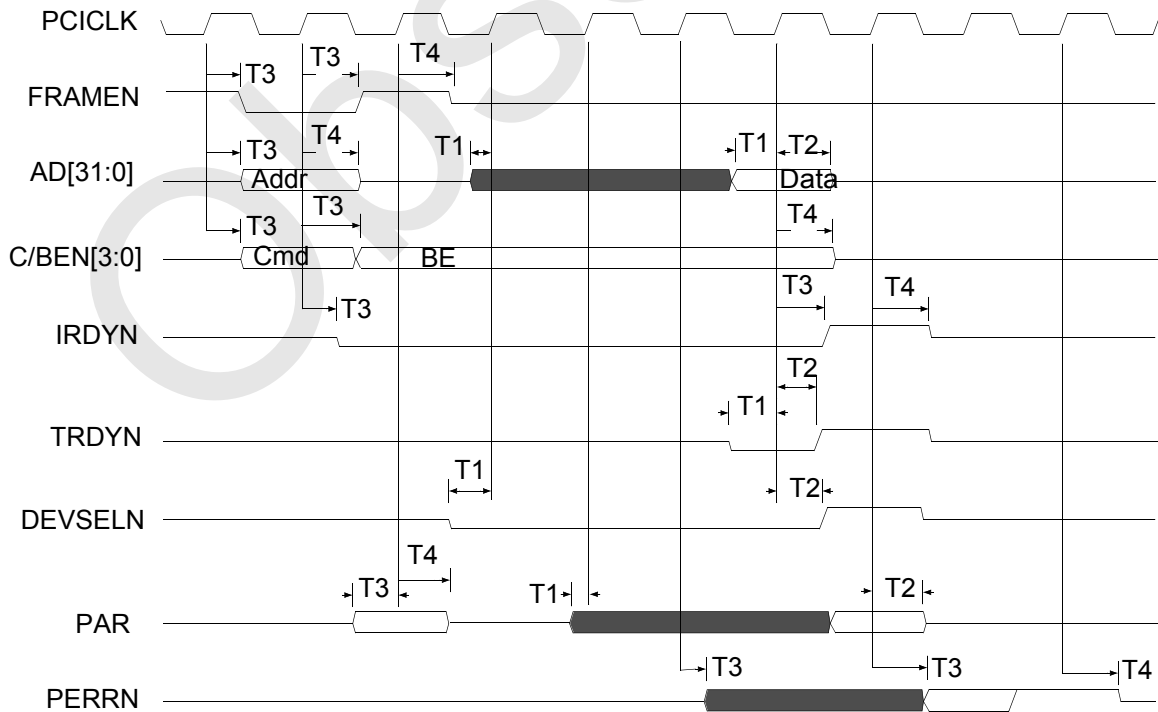 PCICLK
T3 T3 T4
FRAMEN
T3 T4 T1 T1 T2
AD[31:0] Addr Data
T3 T3 T4
C/BEN[3:0] Cmd BE
T3 T3 T4
IRDYN
T2
T1
TRDYN
T1 T2
DEVSELN
T4
T3 T1 T2
PAR
T3 T3 T4
PERRN